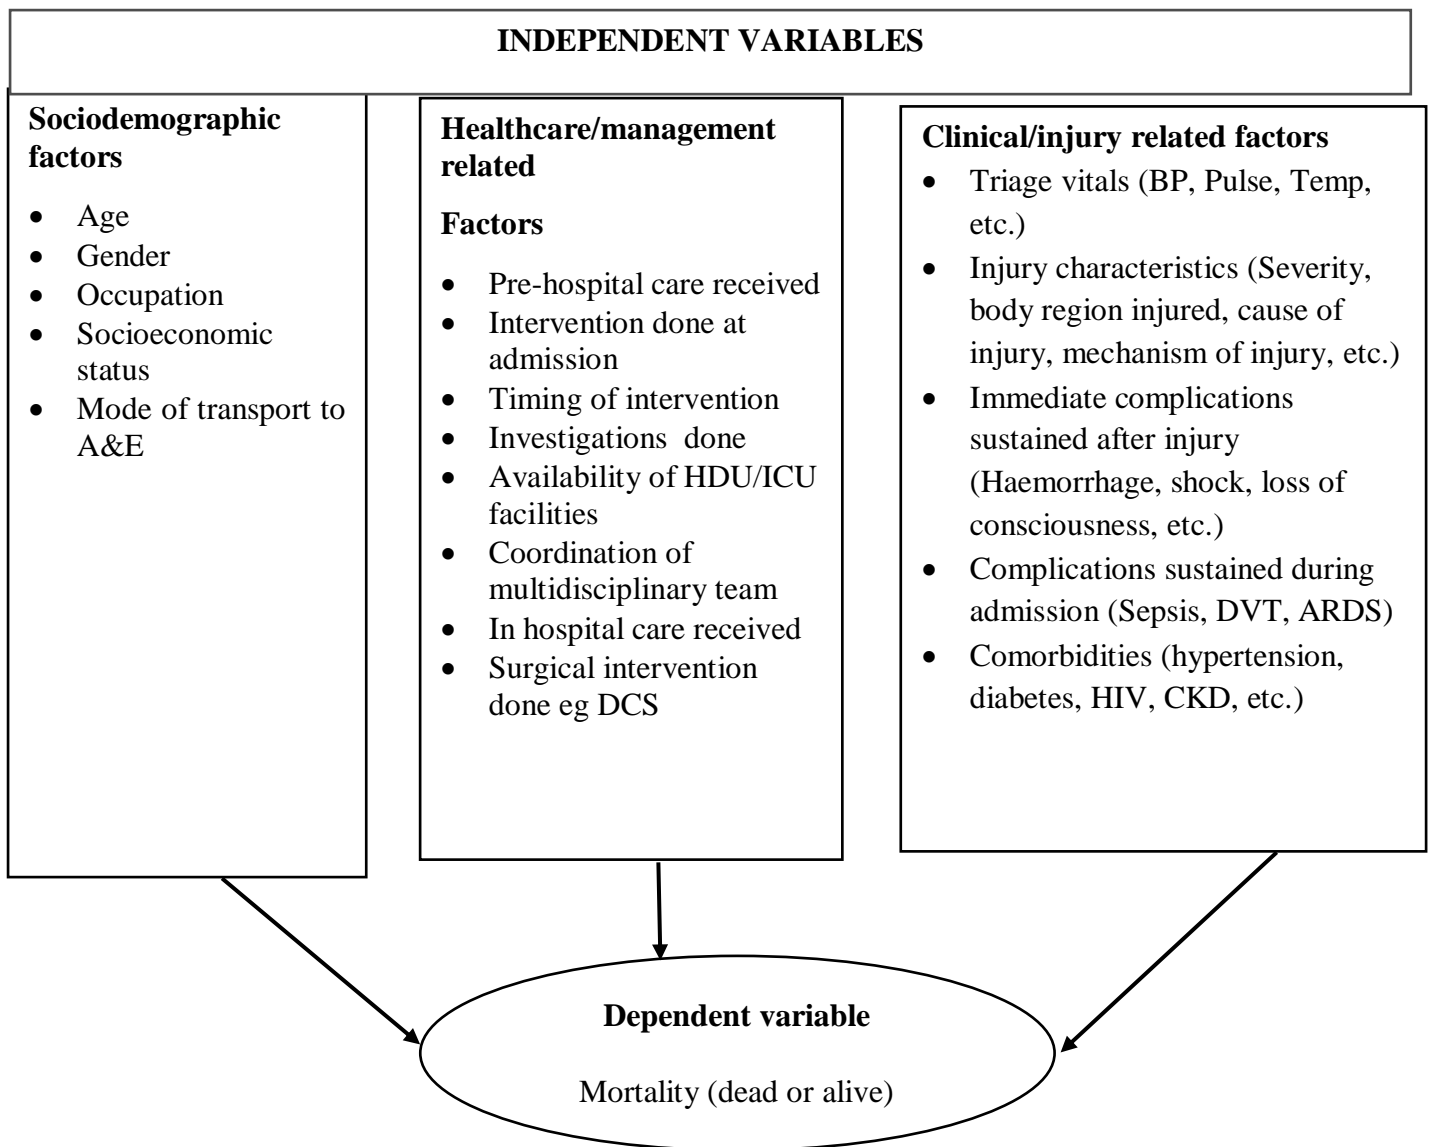 INDEPENDENT VARIABLES
Sociodemographic
factors
• Age
• Gender
• Occupation
• Socioeconomic
status
• Mode of transport to
A&E
Healthcare/management
related
Factors
• Pre-hospital care received
• Intervention done at
admission
• Timing of intervention
• Investigations  done
• Availability of HDU/ICU
facilities
• Coordination of
multidisciplinary team
• In hospital care received
• Surgical intervention
done eg DCS
Clinical/injury related factors
• Triage vitals (BP, Pulse, Temp,
etc.)
• Injury characteristics (Severity,
body region injured, cause of
injury, mechanism of injury, etc.)
• Immediate complications
sustained after injury
(Haemorrhage, shock, loss of
consciousness, etc.)
• Complications sustained during
admission (Sepsis, DVT, ARDS)
• Comorbidities (hypertension,
diabetes, HIV, CKD, etc.)
Dependent variable
Mortality (dead or alive)